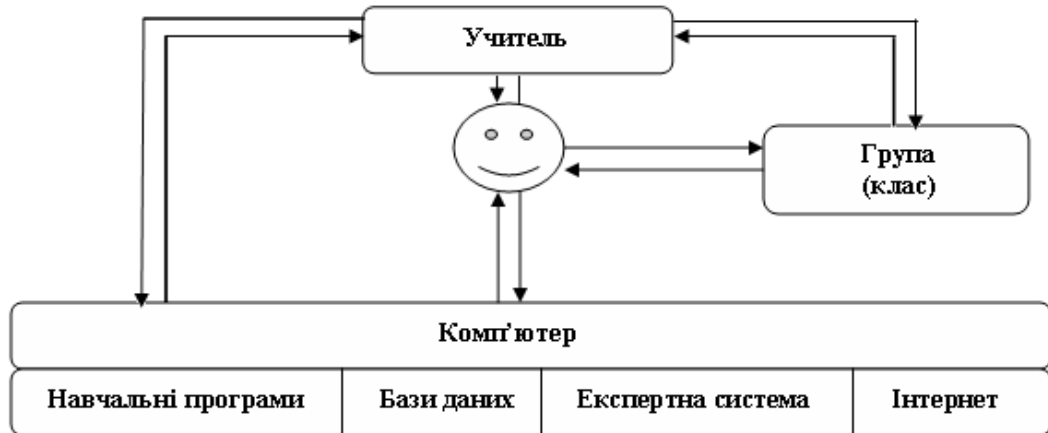 Учитель
Група
(клас)
Комп'ютер
Навчальні програми
Бази даних
Експертна система
Інтернет